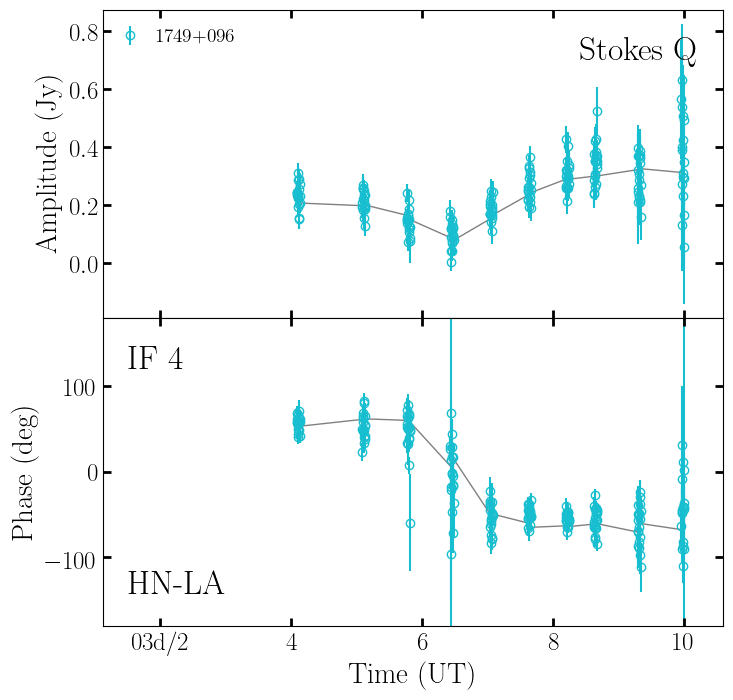 1749+096
Stokes Q
0.8
0.6
0.4
0.2
0.0
Amplitude (Jy)
IF 4
100
0
−100
Phase (deg)
HN-LA
03d/2 4 6 8 10
Time (UT)